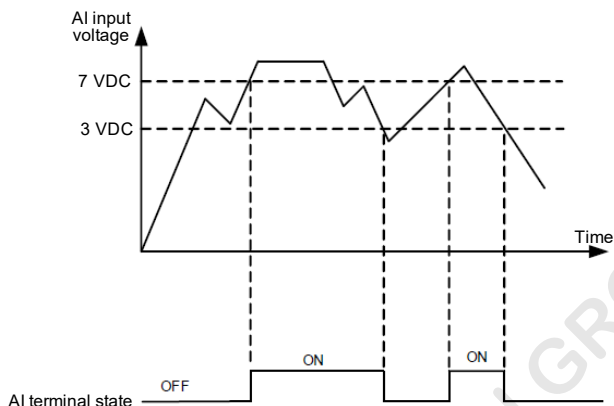 AI input
voltage
7 VDC
3 VDC
Time
ON
ON
OFF
AI terminal state